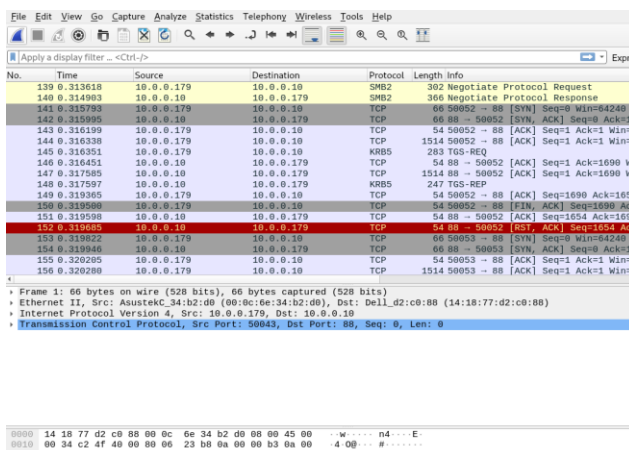 File Edit View Go Capture Analyze Statistics Telephony Wireless Tools Help
Apply a display filter ... <Ctrl-/> Expr
No. Time Source Destination Protocol Length Info
139 0.313618 10.0.0.179 10.0.0.10 SMB2 302 Negotiate Protocol Request
140 0.314903 10.0.0.10 10.0.0.179 SMB2 366 Negotiate Protocol Response
141 0.315793 10.0.0.179 10.0.0.10 TCP 66 50052 → 88 [SYN] Seq=0 Win=64240
142 0.315995 10.0.0.10 10.0.0.179 TCP 66 88 → 50052 [SYN, ACK] Seq=0 Ack=1
143 0.316199 10.0.0.179 10.0.0.10 TCP 54 50052 → 88 [ACK] Seq=1 Ack=1 Win=
144 0.316338 10.0.0.179 10.0.0.10 TCP 1514 50052 → 88 [ACK] Seq=1 Ack=1 Win=
145 0.316351 10.0.0.179 10.0.0.10 KRB5 283 TGS-REQ
146 0.316451 10.0.0.10 10.0.0.179 TCP 54 88 → 50052 [ACK] Seq=1 Ack=1690 W
147 0.317585 10.0.0.10 10.0.0.179 TCP 1514 88 → 50052 [ACK] Seq=1 Ack=1690 W
148 0.317597 10.0.0.10 10.0.0.179 KRB5 247 TGS-REP
149 0.319365 10.0.0.179 10.0.0.10 TCP 54 50052 → 88 [ACK] Seq=1690 Ack=165
150 0.319500 10.0.0.179 10.0.0.10 TCP 54 50052 → 88 [FIN, ACK] Seq=1690 Ac
151 0.319598 10.0.0.10 10.0.0.179 TCP 54 88 → 50052 [ACK] Seq=1654 Ack=169
152 0.319685 10.0.0.10 10.0.0.179 TCP 54 88 → 50052 [RST, ACK] Seq=1654 Ac
153 0.319822 10.0.0.179 10.0.0.10 TCP 66 50053 → 88 [SYN] Seq=0 Win=64240
154 0.319946 10.0.0.10 10.0.0.179 TCP 66 88 → 50053 [SYN, ACK] Seq=0 Ack=1
155 0.320205 10.0.0.179 10.0.0.10 TCP 54 50053 → 88 [ACK] Seq=1 Ack=1 Win=
156 0.320280 10.0.0.179 10.0.0.10 TCP 1514 50053 → 88 [ACK] Seq=1 Ack=1 Win=
Frame 1: 66 bytes on wire (528 bits), 66 bytes captured (528 bits)
Ethernet II, Src: AsustekC_34:b2:d0 (00:0c:6e:34:b2:d0), Dst: Dell_d2:c0:88 (14:18:77:d2:c0:88)
Internet Protocol Version 4, Src: 10.0.0.179, Dst: 10.0.0.10
Transmission Control Protocol, Src Port: 50043, Dst Port: 88, Seq: 0, Len: 0
0000 14 18 77 d2 c0 88 00 0c 6e 34 b2 d0 08 00 45 00 ··w····· n4····E·
0010 00 34 c2 4f 40 00 80 06 23 b8 0a 00 00 b3 0a 00 ·4·O@··· #·······